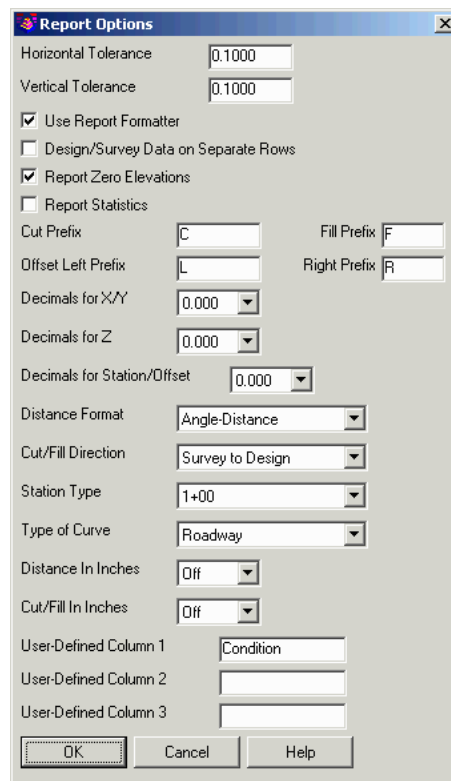 Report Options
Horizontal Tolerance 0.1000
Vertical Tolerance 0.1000
Use Report Formatter
Design/Survey Data on Separate Rows
Report Zero Elevations
Report Statistics
Cut Prefix C Fill Prefix F
Offset Left Prefix L Right Prefix R
Decimals for X/Y 0.000
Decimals for Z 0.000
Decimals for Station/Offset 0.000
Distance Format Angle-Distance
Cut/Fill Direction Survey to Design
Station Type 1+00
Type of Curve Roadway
Distance In Inches Off
Cut/Fill In Inches Off
User-Defined Column 1 Condition
User-Defined Column 2
User-Defined Column 3
OK Cancel Help